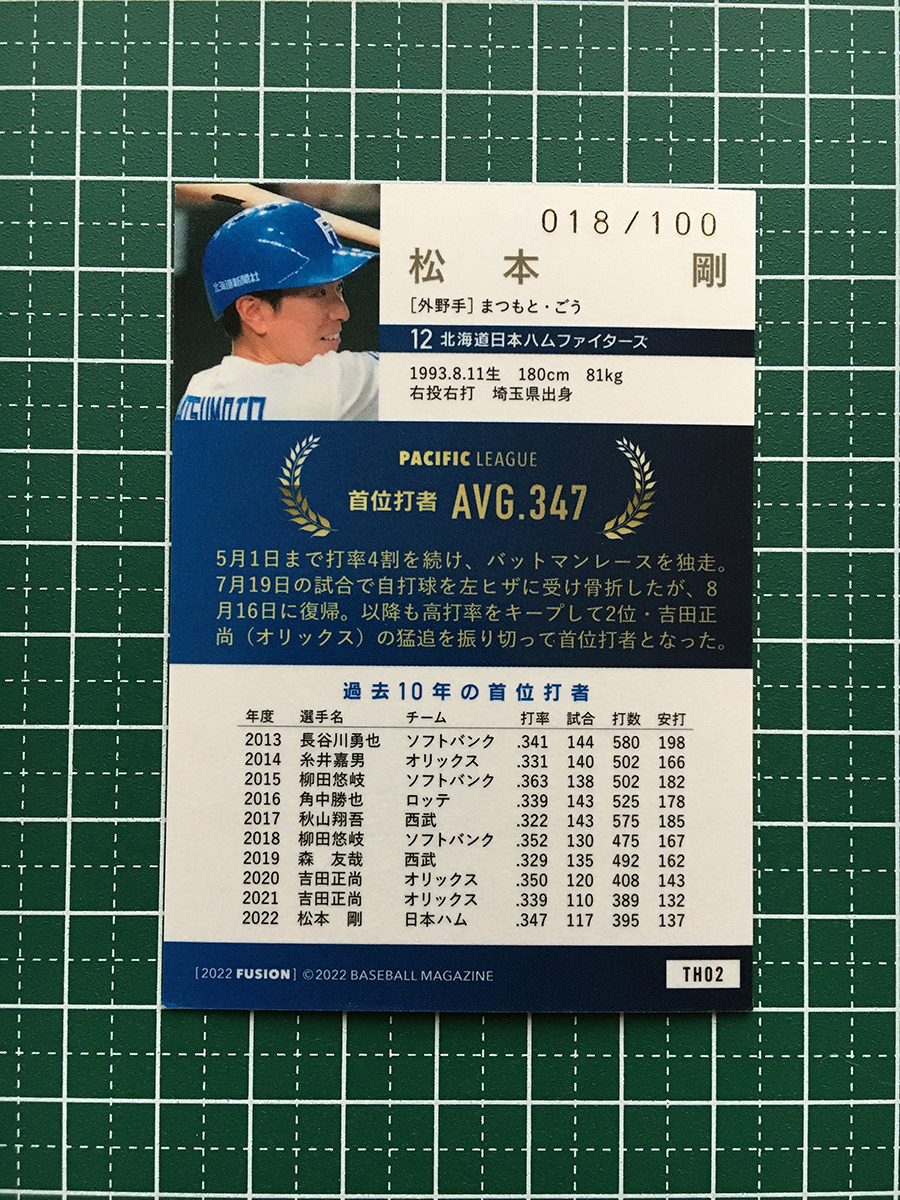 018/100
松本 剛
[外野手] まつもと・ごう
12 北海道日本ハムファイターズ
1993.8.11生 180cm 81kg
右投右打 埼玉県出身
北海道新聞社
PACIFIC LEAGUE
首位打者 AVG.347
5月1日まで打率4割を続け、バットマンレースを独走。
7月19日の試合で自打球を左ヒザに受け骨折したが、8
月16日に復帰。以降も高打率をキープして2位・吉田正
尚（オリックス）の猛追を振り切って首位打者となった。
過去10年の首位打者
年度 選手名 チーム 打率 試合 打数 安打
2013 長谷川勇也 ソフトバンク .341 144 580 198
2014 糸井嘉男 オリックス .331 140 502 166
2015 柳田悠岐 ソフトバンク .363 138 502 182
2016 角中勝也 ロッテ .339 143 525 178
2017 秋山翔吾 西武 .322 143 575 185
2018 柳田悠岐 ソフトバンク .352 130 475 167
2019 森 友哉 西武 .329 135 492 162
2020 吉田正尚 オリックス .350 120 408 143
2021 吉田正尚 オリックス .339 110 389 132
2022 松本 剛 日本ハム .347 117 395 137
[2022 FUSION] ©2022 BASEBALL MAGAZINE
TH02